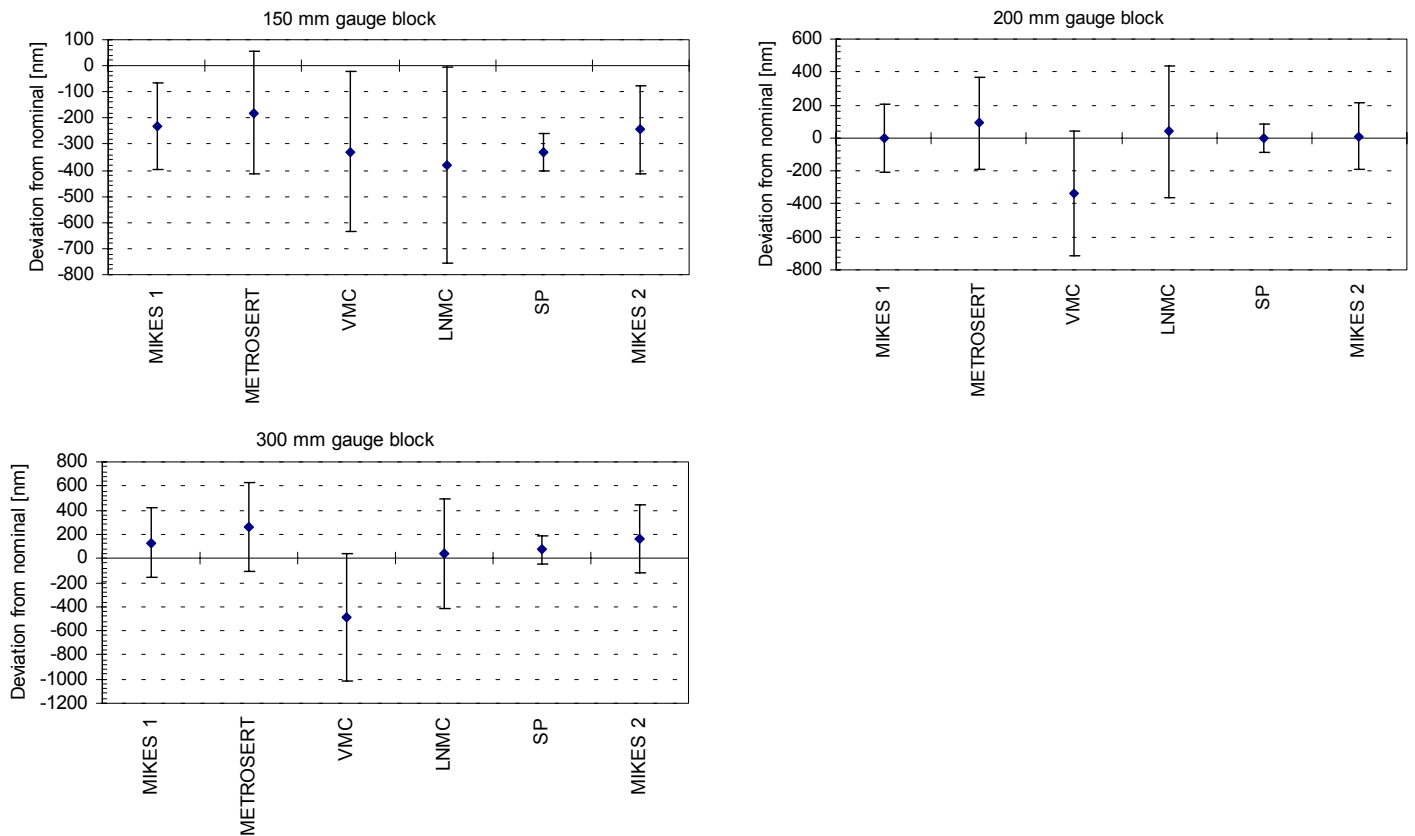 150 mm gauge block
Deviation from nominal [nm]
100
0
-100
-200
-300
-400
-500
-600
-700
-800
MIKES 1
METROSERT
VMC
LNMC
SP
MIKES 2
200 mm gauge block
Deviation from nominal [nm]
600
400
200
0
-200
-400
-600
-800
MIKES 1
METROSERT
VMC
LNMC
SP
MIKES 2
300 mm gauge block
Deviation from nominal [nm]
800
600
400
200
0
-200
-400
-600
-800
-1000
-1200
MIKES 1
METROSERT
VMC
LNMC
SP
MIKES 2